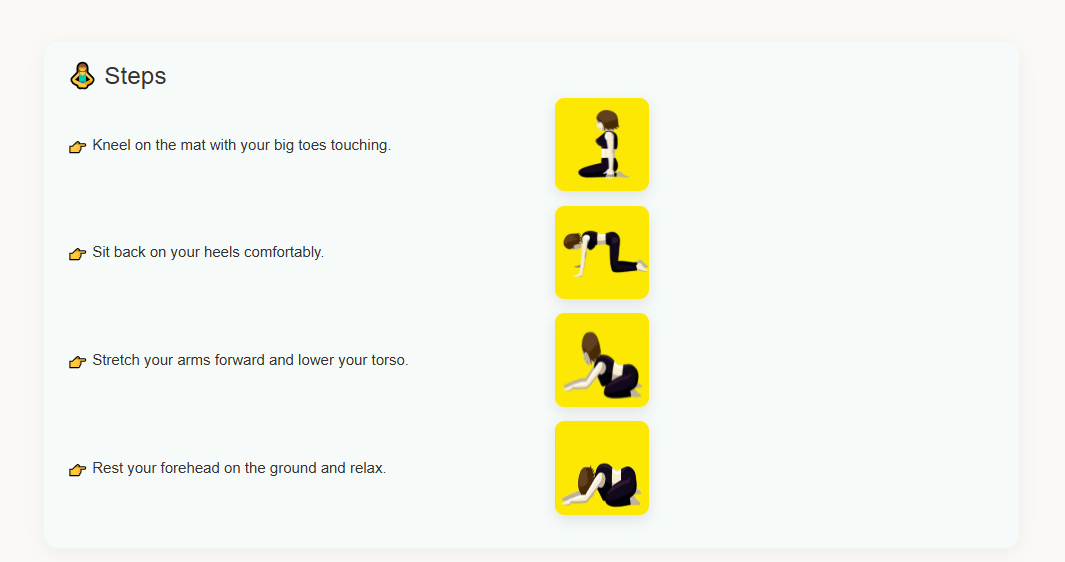 Steps
Kneel on the mat with your big toes touching.
Sit back on your heels comfortably.
Stretch your arms forward and lower your torso.
Rest your forehead on the ground and relax.